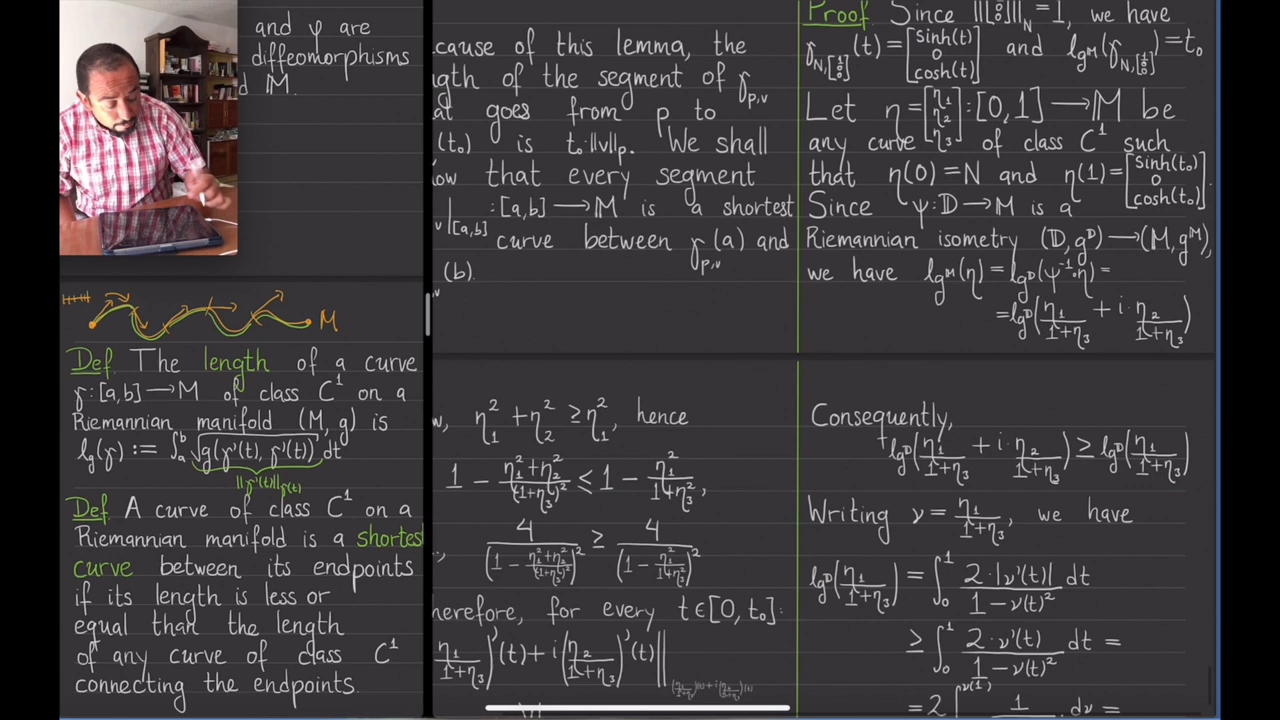 and φ are
diffeomorphisms
d 𝕄.
M
Def. The length of a curve
γ:[a,b]⟶M of class C¹ on a
Riemannian manifold (M, g) is
lg(γ) := ∫ₐᵇ √g(γ'(t), γ'(t)) dt
||γ'(t)||γ(t)
Def. A curve of class C¹ on a
Riemannian manifold is a shortest
curve between its endpoints
if its length is less or
equal than the length
of any curve of class C¹
connecting the endpoints.
cause of this lemma, the
gth of the segment of γp,v
at goes from p to
(t₀) is t₀·||v||p. We shall
ow that every segment
v|[a,b] :[a,b]⟶𝕄 is a shortest
curve between γp,v(a) and
(b).
w, η₁² + η₂² ≥ η₁², hence
1 - (η₁²+η₂²)/(1+η₃)² ≤ 1 - η₁²/(1+η₃)²,
4/(1 - (η₁²+η₂²)/(1+η₃)²)² ≥ 4/(1 - η₁²/(1+η₃)²)²
herefore, for every t∈[0, t₀]:
η₁/(1+η₃))'(t) + i(η₂/(1+η₃))'(t)||
Proof. Since |||[1 0 0]|||N = 1, we have
γN,[1 0 0](t) = [sinh(t) 0 cosh(t)] and lgᴹ(γN,[1 0 0]) = t₀.
Let η = [η₁ η₂ η₃] :[0,1]⟶𝕄 be
any curve of class C¹ such
that η(0) = N and η(1) = [sinh(t₀) 0 cosh(t₀)].
Since ψ:𝔻⟶M is a
Riemannian isometry (𝔻, gᴰ)⟶(M, gᴹ),
we have lgᴹ(η) = lgᴰ(ψ⁻¹∘η) =
= lgᴰ(η₁/(1+η₃) + i·η₂/(1+η₃))
Consequently,
lgᴰ(η₁/(1+η₃) + i·η₂/(1+η₃)) ≥ lgᴰ(η₁/(1+η₃))
Writing ν = η₁/(1+η₃), we have
lgᴰ(η₁/(1+η₃)) = ∫₀¹ 2·|ν'(t)|/(1-ν(t)²) dt
≥ ∫₀¹ 2·ν'(t)/(1-ν(t)²) dt =
= 2∫^ν(1) 1 dν =